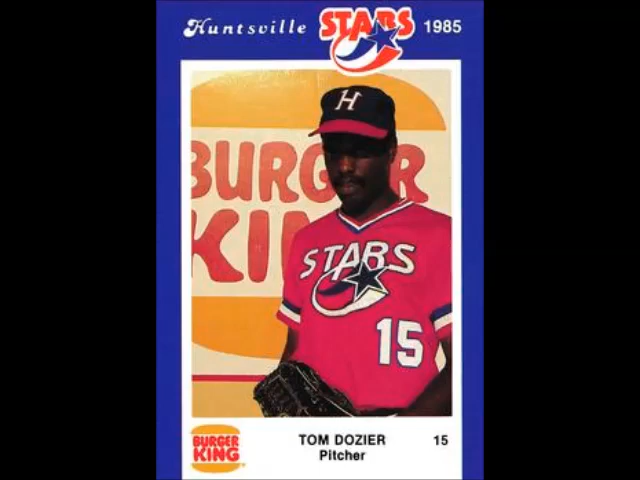 Huntsville STARS 1985
H
BURGER
KING
STARS
15
BURGER
KING
TOM DOZIER 15
Pitcher